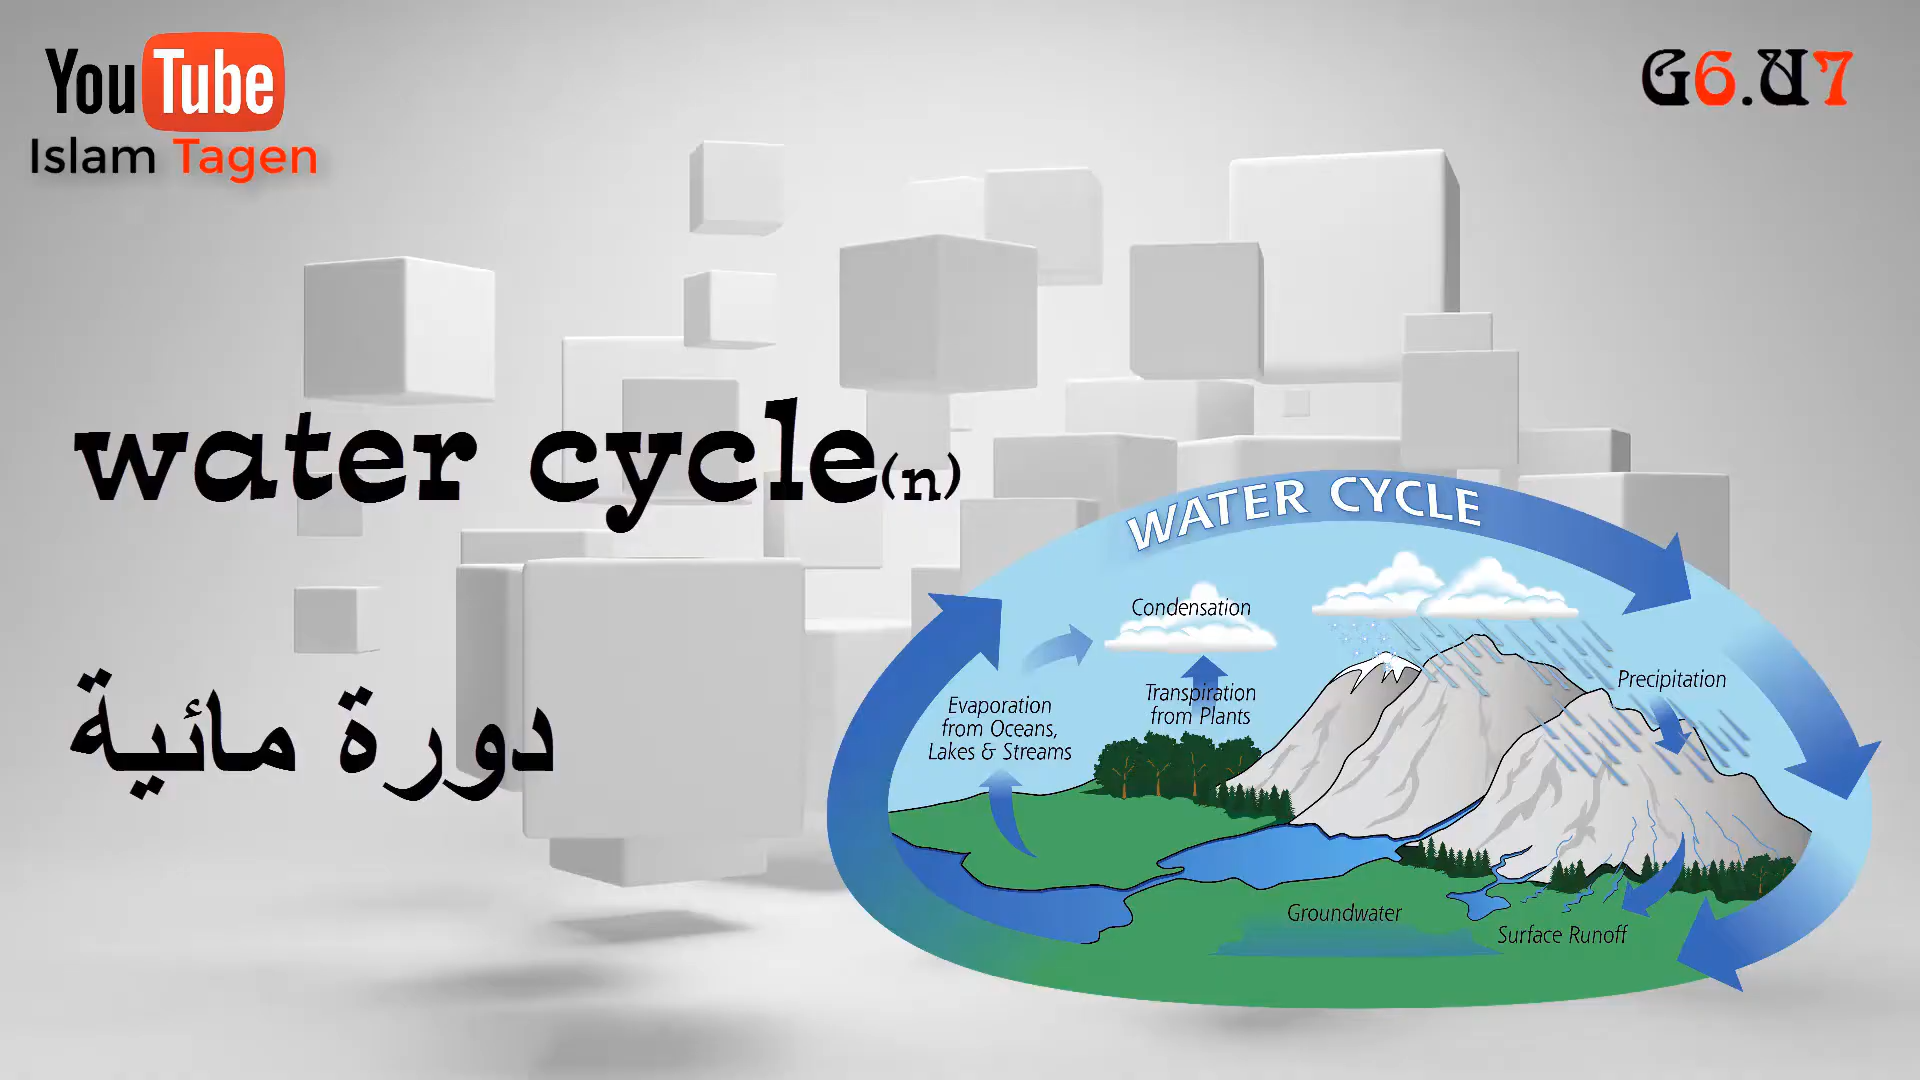 YouTube
Islam Tagen
G6.U7
water cycle(n)
دورة مائية
WATER CYCLE
Condensation
Precipitation
Evaporation
from Oceans,
Lakes & Streams
Transpiration
from Plants
Groundwater
Surface Runoff